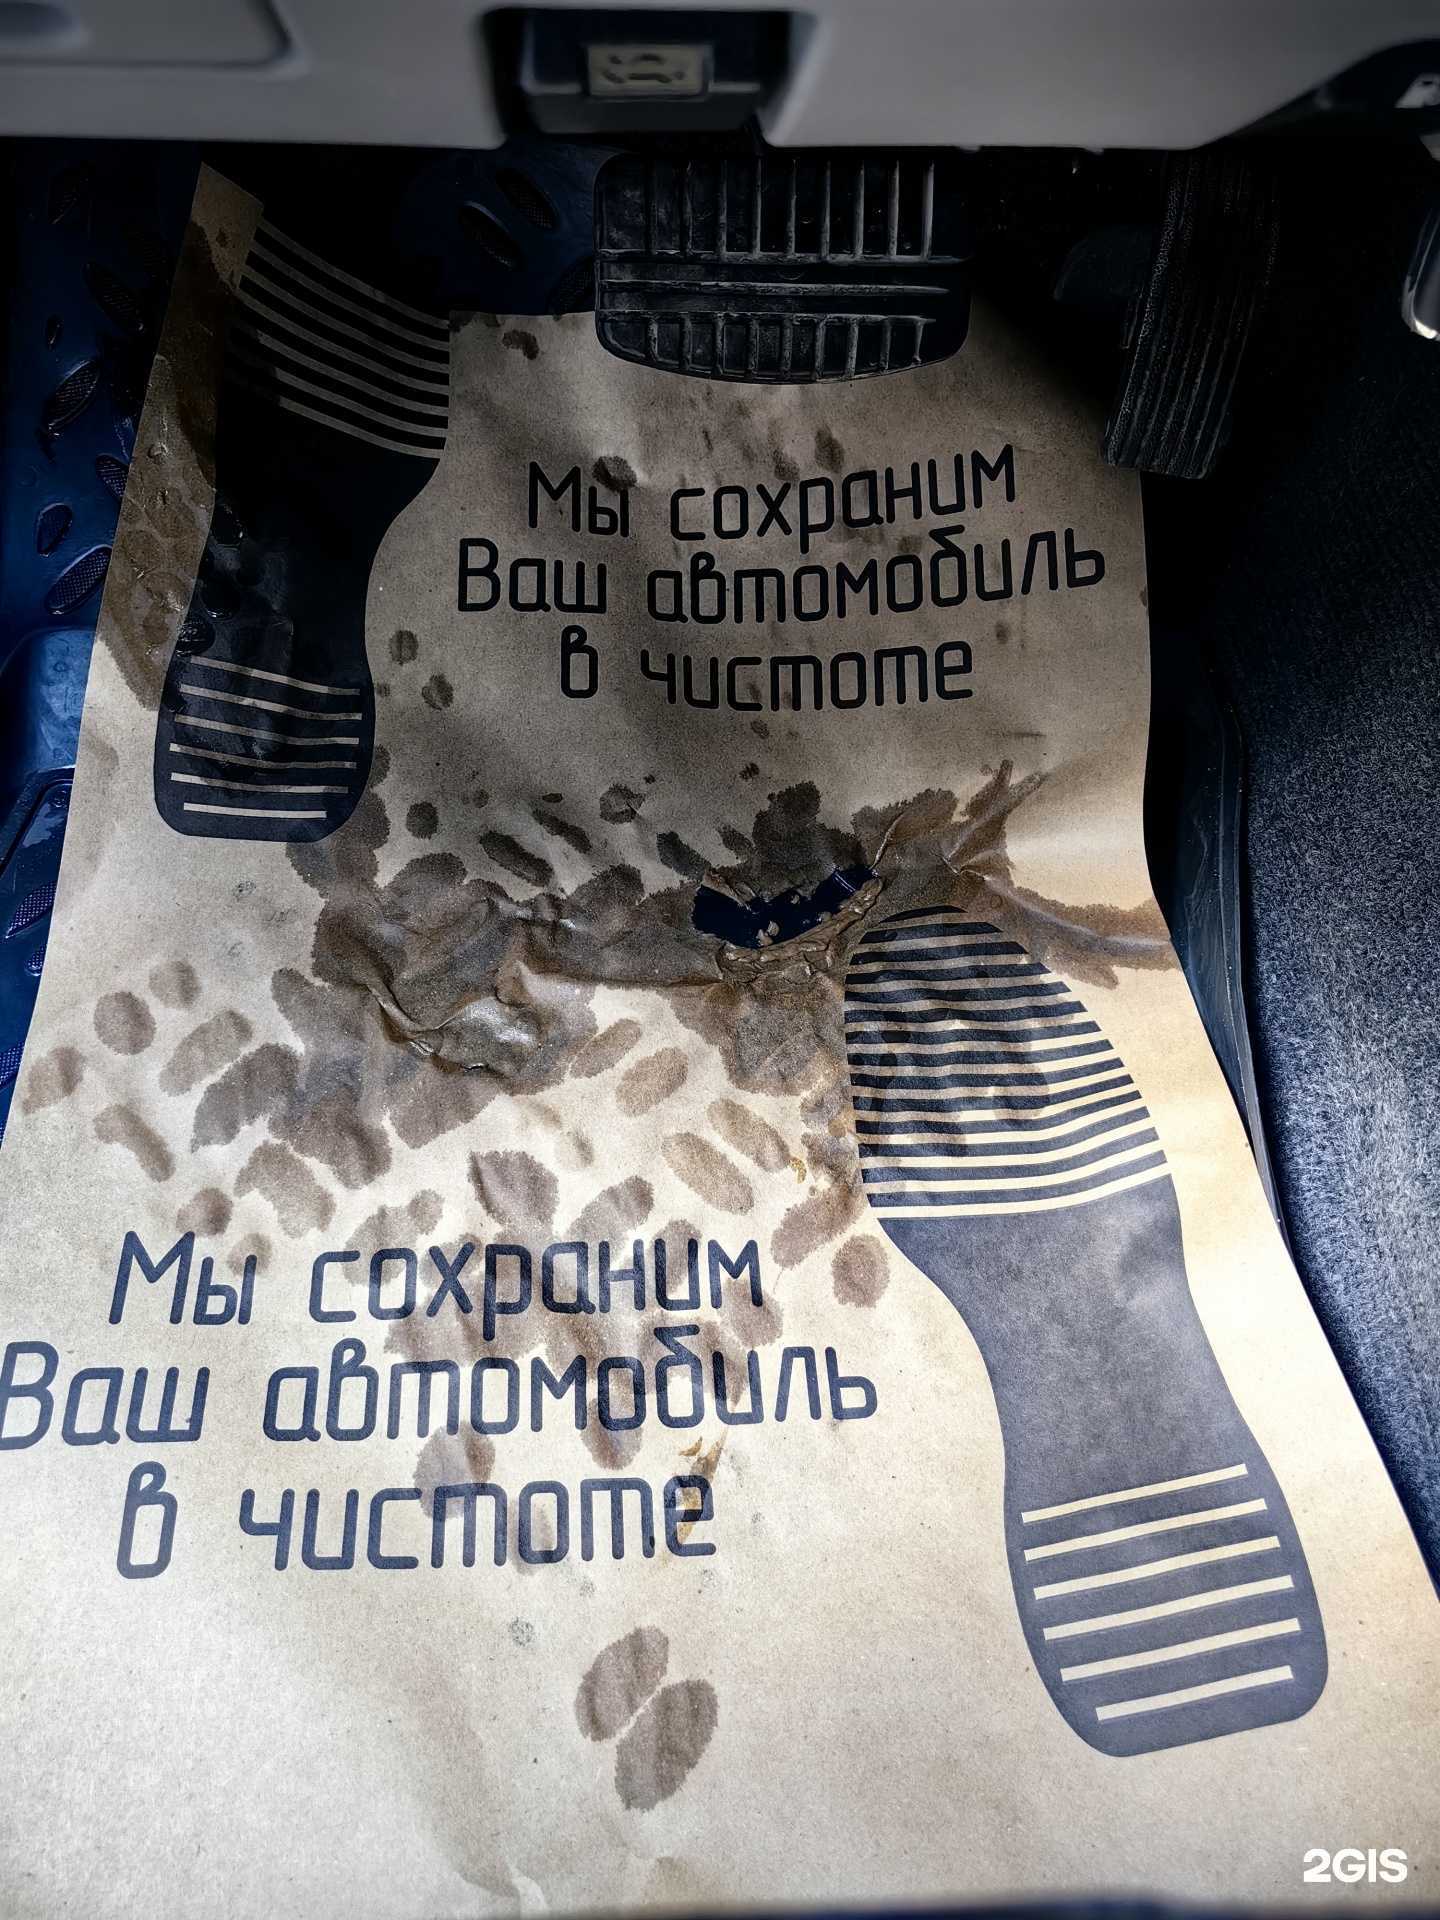 Мы сохраним
Ваш автомобиль
в чистоте
Мы сохраним
Ваш автомобиль
в чистоте
2GIS